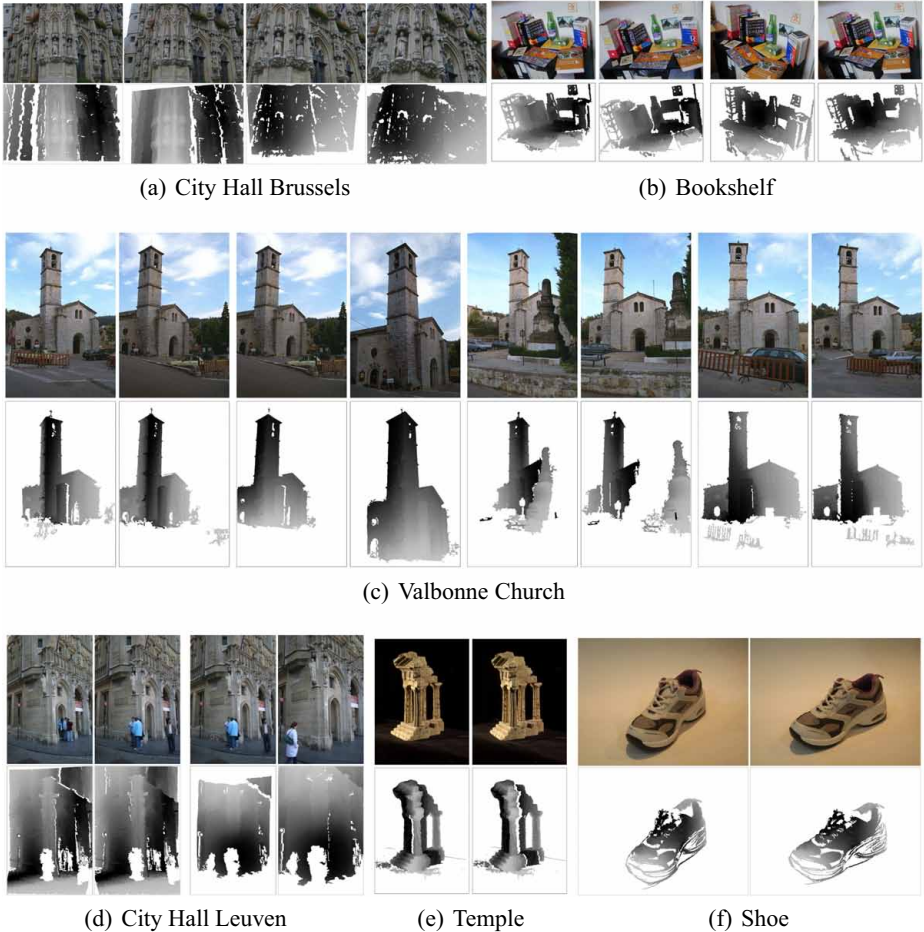 (a) City Hall Brussels
(b) Bookshelf
(c) Valbonne Church
(d) City Hall Leuven
(e) Temple
(f) Shoe